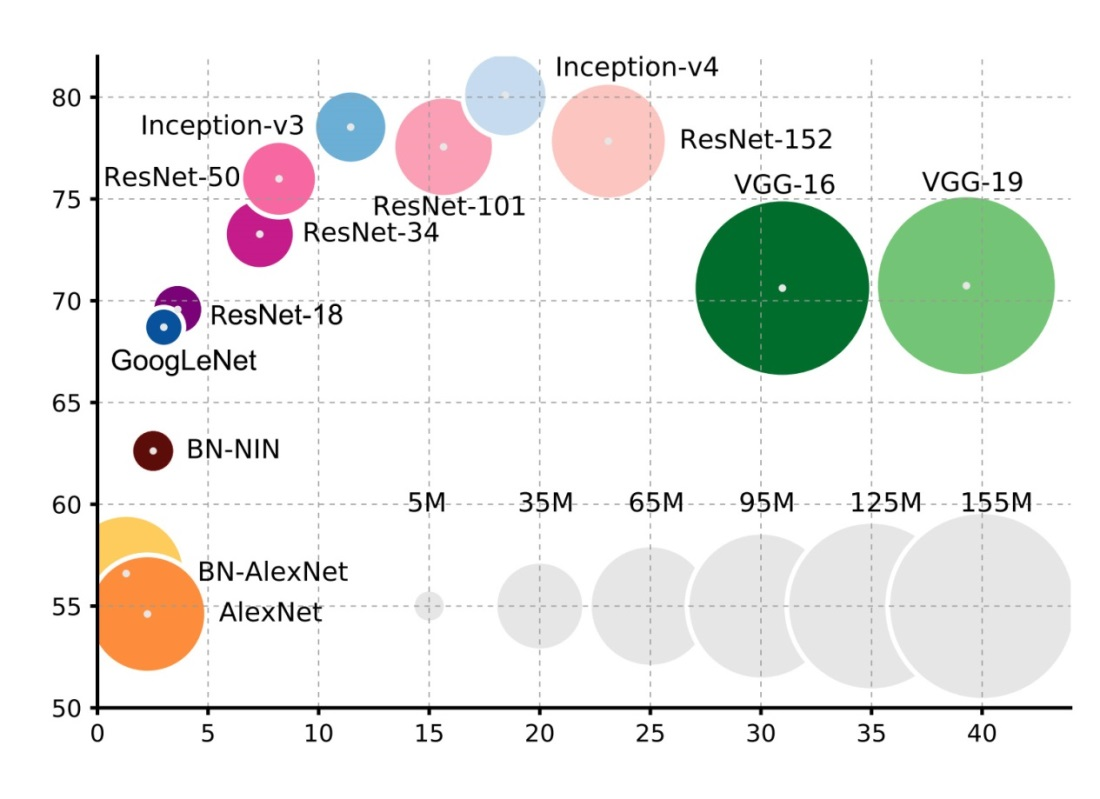 Inception-v4
80
Inception-v3
ResNet-152
ResNet-50
VGG-16
VGG-19
75
ResNet-101
ResNet-34
70
ResNet-18
GoogLeNet
65
BN-NIN
60
5M 35M 65M 95M 125M 155M
BN-AlexNet
55
AlexNet
50
0 5 10 15 20 25 30 35 40